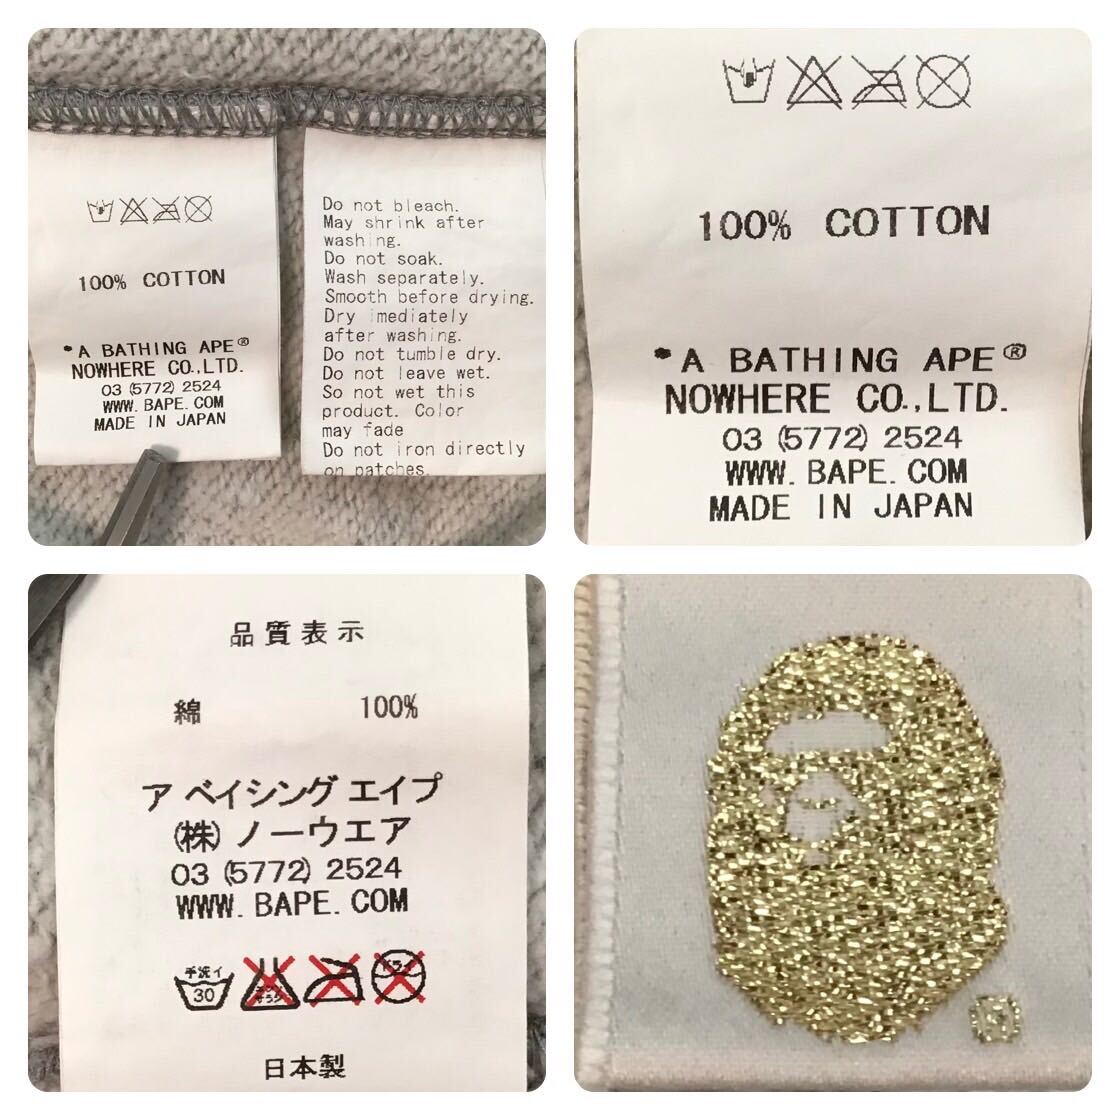 100% COTTON
*A BATHING APE®
NOWHERE CO.,LTD.
03 (5772) 2524
WWW. BAPE. COM
MADE IN JAPAN
Do not bleach.
May shrink after
washing.
Do not soak.
Wash separately.
Smooth before drying.
Dry imediately
after washing.
Do not tumble dry.
Do not leave wet.
So not wet this
product. Color
may fade
Do not iron directly
on patches.
100% COTTON
*A BATHING APE®
NOWHERE CO.,LTD.
03 (5772) 2524
WWW. BAPE. COM
MADE IN JAPAN
品質表示
綿 100%
ア ベイシング エイプ
(株) ノーウエア
03 (5772) 2524
WWW. BAPE. COM
手洗イ
30
日本製